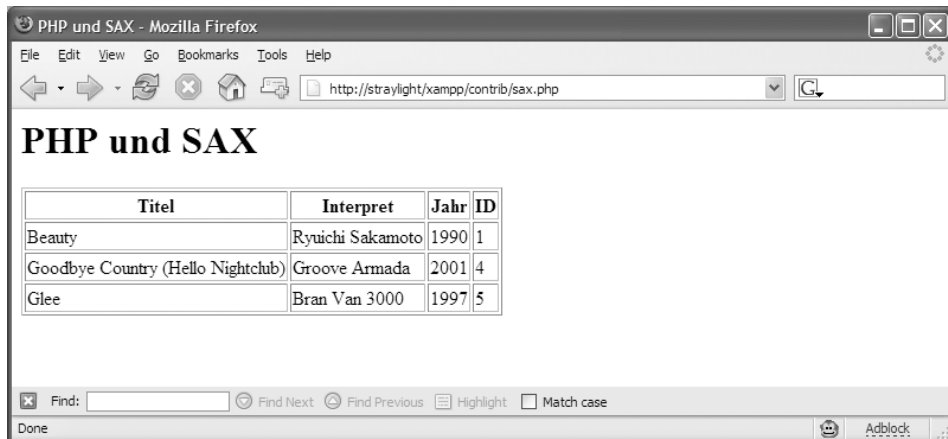 PHP und SAX - Mozilla Firefox
File Edit View Go Bookmarks Tools Help
http://straylight/xampp/contrib/sax.php
G
PHP und SAX
Titel Interpret Jahr ID
Beauty Ryuichi Sakamoto 1990 1
Goodbye Country (Hello Nightclub) Groove Armada 2001 4
Glee Bran Van 3000 1997 5
Find: Find Next Find Previous Highlight Match case
Done Adblock